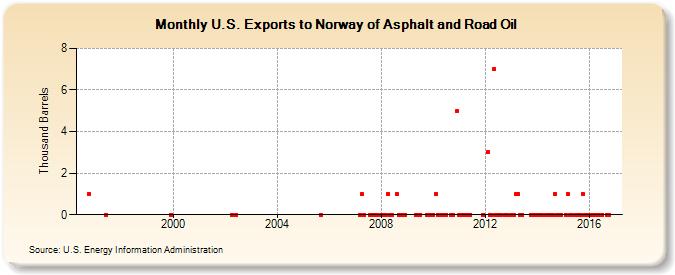 Monthly U.S. Exports to Norway of Asphalt and Road Oil
Thousand Barrels
8
6
4
2
0
2000 2004 2008 2012 2016
Source: U.S. Energy Information Administration